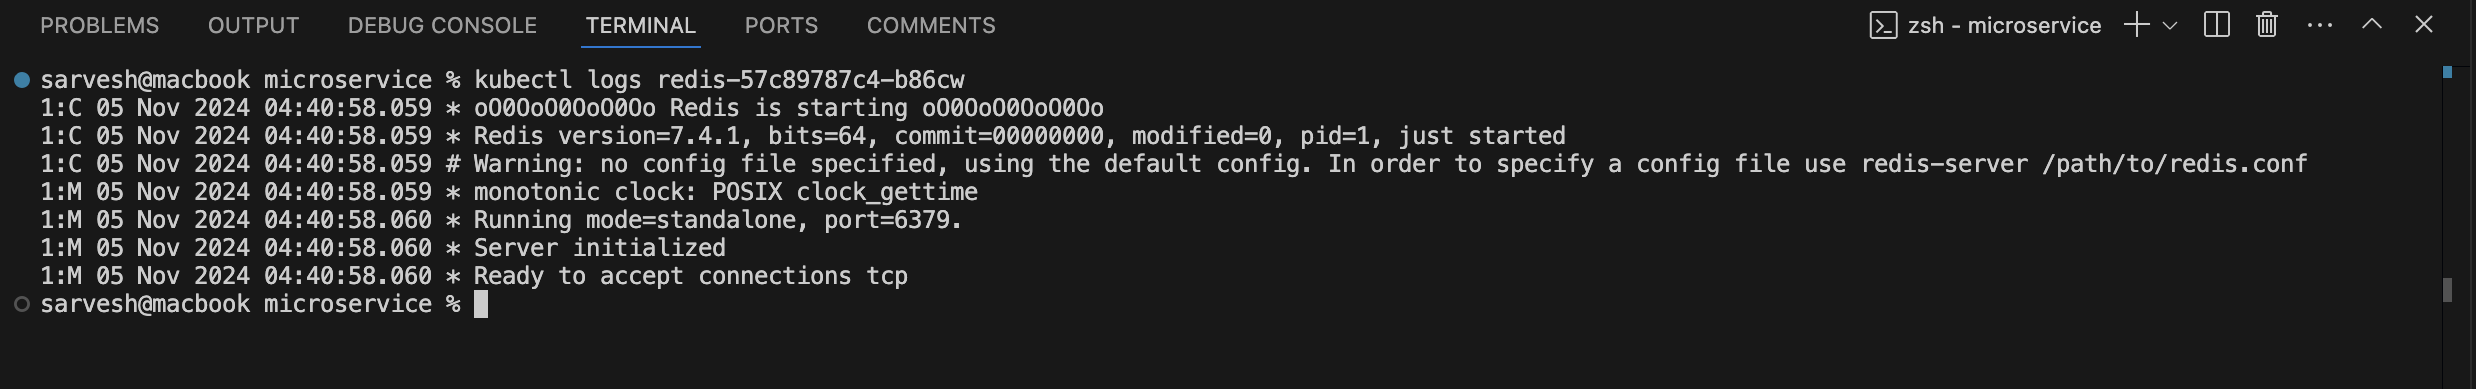 PROBLEMS OUTPUT DEBUG CONSOLE TERMINAL PORTS COMMENTS zsh - microservice
sarvesh@macbook microservice % kubectl logs redis-57c89787c4-b86cw
1:C 05 Nov 2024 04:40:58.059 * oO0OoO0OoO0Oo Redis is starting oO0OoO0OoO0Oo
1:C 05 Nov 2024 04:40:58.059 * Redis version=7.4.1, bits=64, commit=00000000, modified=0, pid=1, just started
1:C 05 Nov 2024 04:40:58.059 # Warning: no config file specified, using the default config. In order to specify a config file use redis-server /path/to/redis.conf
1:M 05 Nov 2024 04:40:58.059 * monotonic clock: POSIX clock_gettime
1:M 05 Nov 2024 04:40:58.060 * Running mode=standalone, port=6379.
1:M 05 Nov 2024 04:40:58.060 * Server initialized
1:M 05 Nov 2024 04:40:58.060 * Ready to accept connections tcp
sarvesh@macbook microservice %